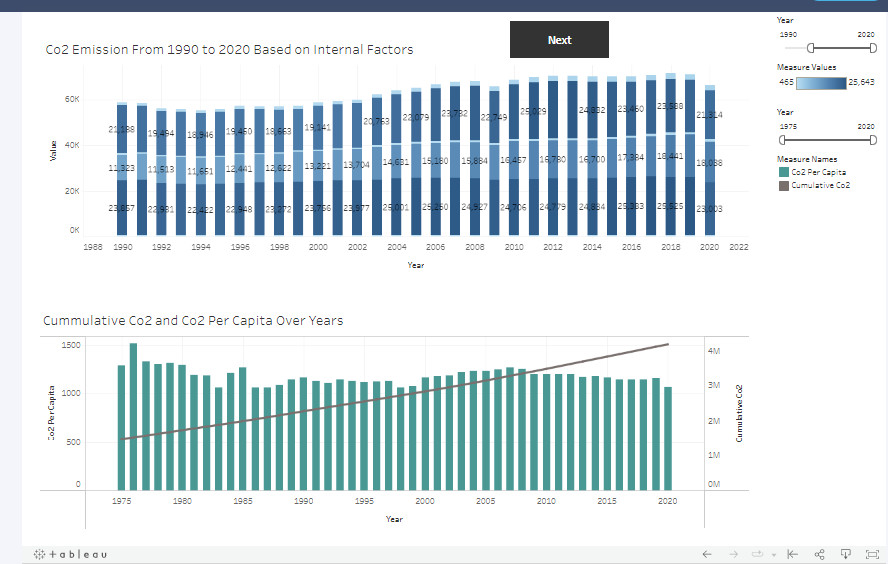 Next
Co2 Emission From 1990 to 2020 Based on Internal Factors
Value
60K
40K
20K
0K
21,188 19,494 18,946 19,450 18,663 19,141 20,763 22,079 23,732 22,749 25,029 24,832 23,460 23,588 21,314
11,323 11,513 11,651 12,441 12,622 13,221 13,704 14,631 15,180 15,884 16,457 16,780 16,700 17,384 18,441 18,038
23,857 22,931 22,422 22,948 23,272 23,756 23,977 25,001 25,260 24,927 24,706 24,779 24,884 25,383 25,525 23,003
1988 1990 1992 1994 1996 1998 2000 2002 2004 2006 2008 2010 2012 2014 2016 2018 2020 2022
Year
Year
1990 2020
Measure Values
465 25,643
Year
1975 2020
Measure Names
Co2 Per Capita
Cumulative Co2
Cummulative Co2 and Co2 Per Capita Over Years
Co2 Per Capita
1500
1000
500
0
4M
3M
2M
1M
0M
Cumulative Co2
1975 1980 1985 1990 1995 2000 2005 2010 2015 2020
Year
+ a b l e a u